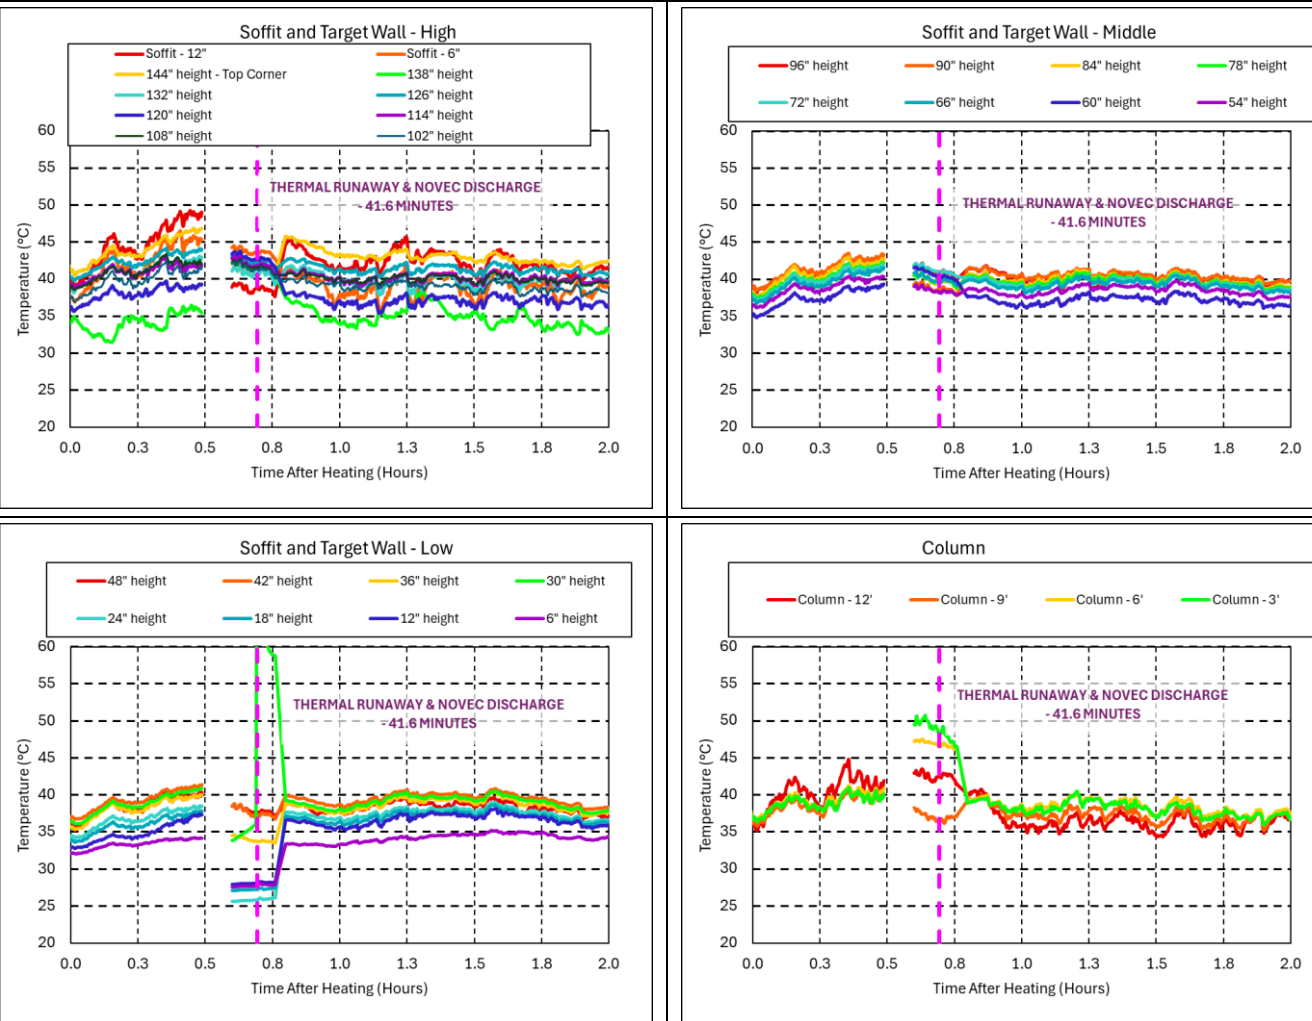 Soffit and Target Wall - High
Soffit - 12" Soffit - 6"
144" height - Top Corner 138" height
132" height 126" height
120" height 114" height
108" height 102" height
60
55
50
45
40
35
30
25
20
Temperature (°C)
THERMAL RUNAWAY & NOVEC DISCHARGE
- 41.6 MINUTES
0.0 0.3 0.5 0.8 1.0 1.3 1.5 1.8 2.0
Time After Heating (Hours)
Soffit and Target Wall - Middle
96" height 90" height 84" height 78" height
72" height 66" height 60" height 54" height
60
55
50
45
40
35
30
25
20
Temperature (°C)
THERMAL RUNAWAY & NOVEC DISCHARGE
- 41.6 MINUTES
0.0 0.3 0.5 0.8 1.0 1.3 1.5 1.8 2.0
Time After Heating (Hours)
Soffit and Target Wall - Low
48" height 42" height 36" height 30" height
24" height 18" height 12" height 6" height
60
55
50
45
40
35
30
25
20
Temperature (°C)
THERMAL RUNAWAY & NOVEC DISCHARGE
- 41.6 MINUTES
0.0 0.3 0.5 0.8 1.0 1.3 1.5 1.8 2.0
Time After Heating (Hours)
Column
Column - 12' Column - 9' Column - 6' Column - 3'
60
55
50
45
40
35
30
25
20
Temperature (°C)
THERMAL RUNAWAY & NOVEC DISCHARGE
- 41.6 MINUTES
0.0 0.3 0.5 0.8 1.0 1.3 1.5 1.8 2.0
Time After Heating (Hours)